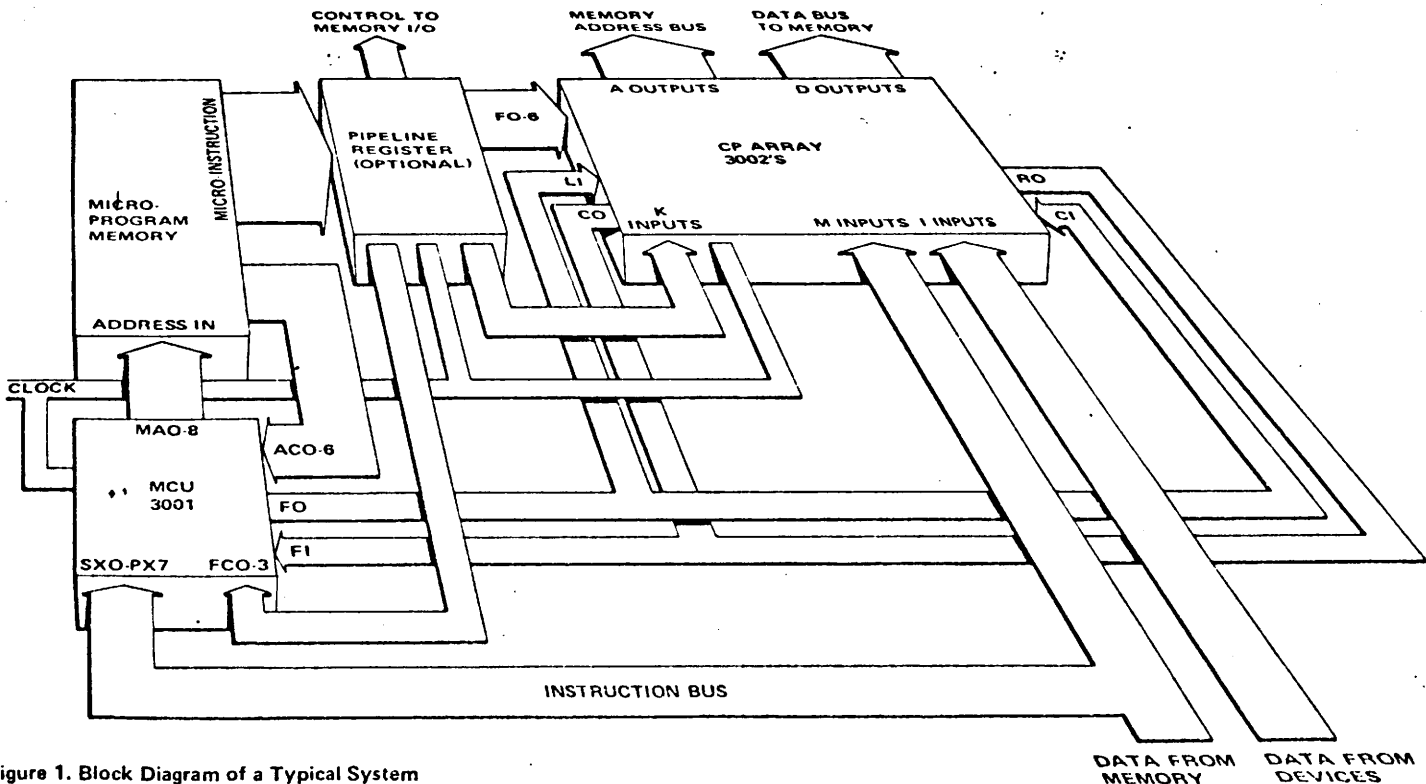 CONTROL TO
MEMORY I/O
MEMORY
ADDRESS BUS
DATA BUS
TO MEMORY
A OUTPUTS
D OUTPUTS
MICRO-INSTRUCTION
PIPELINE
REGISTER
(OPTIONAL)
FO-6
CP ARRAY
3002'S
LI
RO
CO
CI
K
INPUTS
M INPUTS
I INPUTS
MICRO-
PROGRAM
MEMORY
ADDRESS IN
CLOCK
MAO-8
ACO-6
MCU
3001
FO
FI
SXO-PX7
FCO-3
INSTRUCTION BUS
DATA FROM
MEMORY
DATA FROM
DEVICES
igure 1. Block Diagram of a Typical System